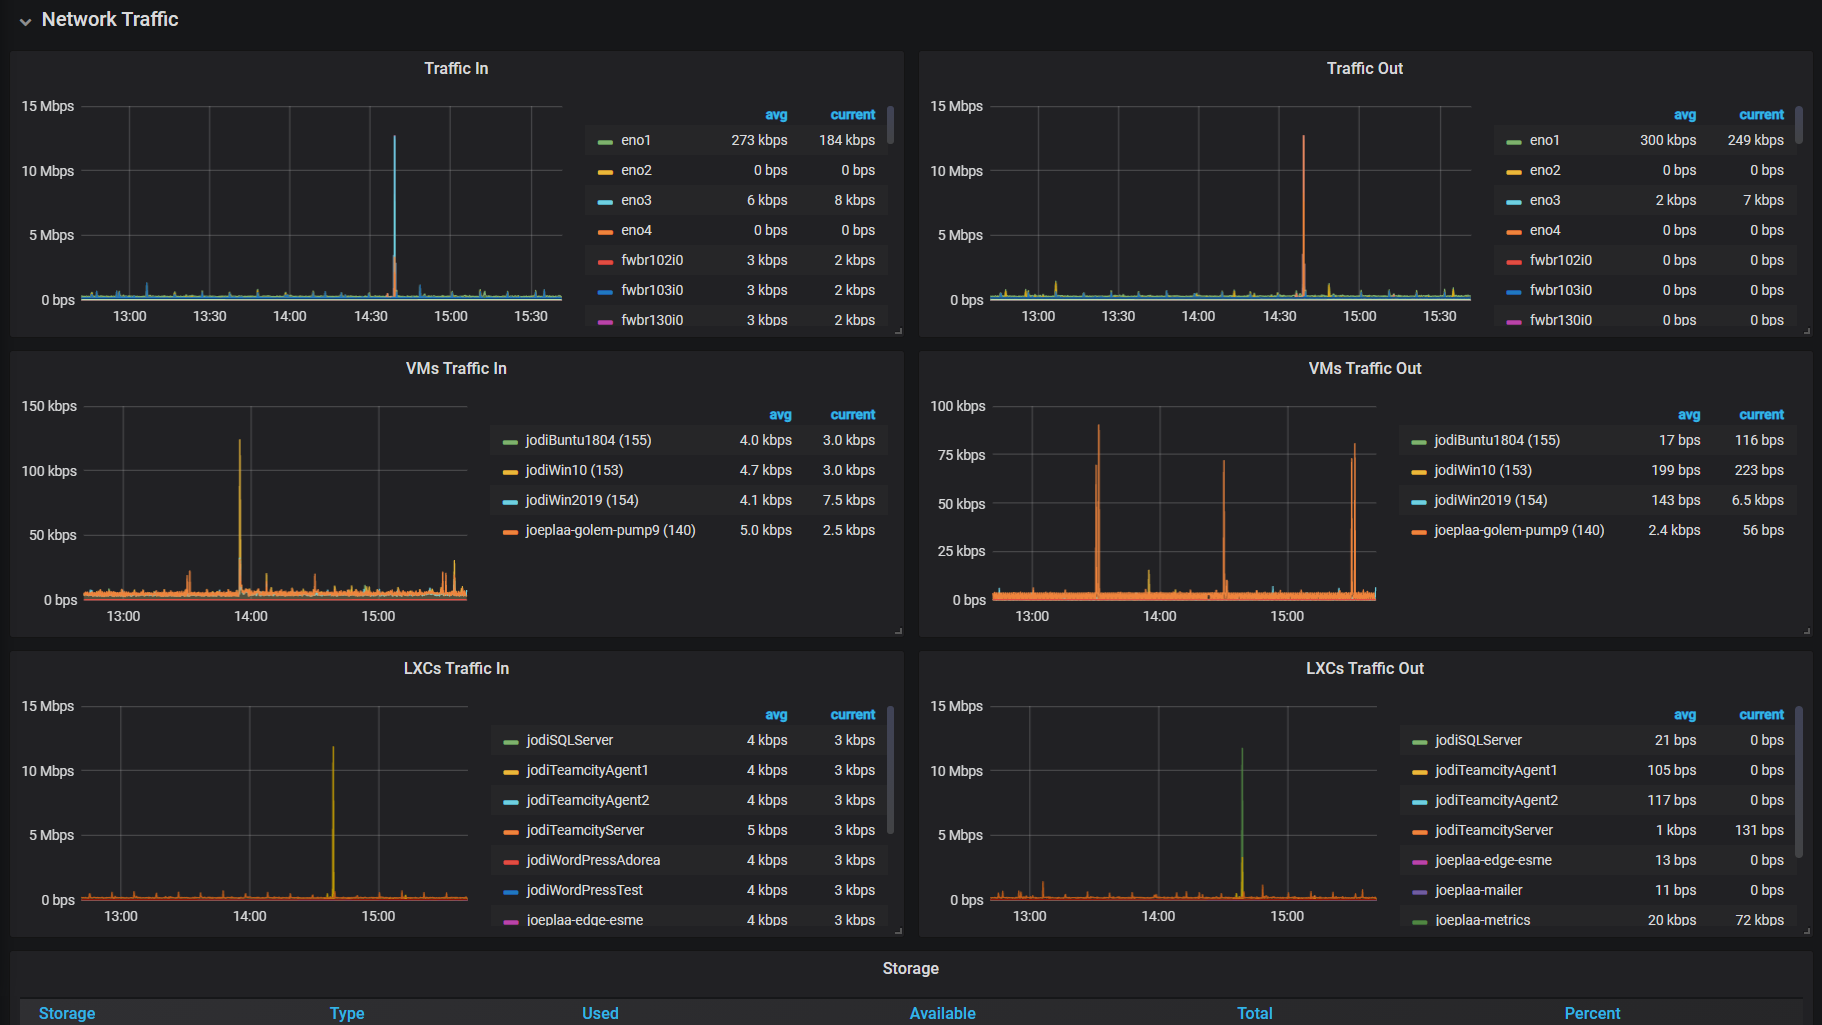 Network Traffic
Traffic In
15 Mbps
10 Mbps
5 Mbps
0 bps
13:00 13:30 14:00 14:30 15:00 15:30
avg current
eno1 273 kbps 184 kbps
eno2 0 bps 0 bps
eno3 6 kbps 8 kbps
eno4 0 bps 0 bps
fwbr102i0 3 kbps 2 kbps
fwbr103i0 3 kbps 2 kbps
fwbr130i0 3 kbps 2 kbps
Traffic Out
15 Mbps
10 Mbps
5 Mbps
0 bps
13:00 13:30 14:00 14:30 15:00 15:30
avg current
eno1 300 kbps 249 kbps
eno2 0 bps 0 bps
eno3 2 kbps 7 kbps
eno4 0 bps 0 bps
fwbr102i0 0 bps 0 bps
fwbr103i0 0 bps 0 bps
fwbr130i0 0 bps 0 bps
VMs Traffic In
150 kbps
100 kbps
50 kbps
0 bps
13:00 14:00 15:00
avg current
jodiBuntu1804 (155) 4.0 kbps 3.0 kbps
jodiWin10 (153) 4.7 kbps 3.0 kbps
jodiWin2019 (154) 4.1 kbps 7.5 kbps
joeplaa-golem-pump9 (140) 5.0 kbps 2.5 kbps
VMs Traffic Out
100 kbps
75 kbps
50 kbps
25 kbps
0 bps
13:00 14:00 15:00
avg current
jodiBuntu1804 (155) 17 bps 116 bps
jodiWin10 (153) 199 bps 223 bps
jodiWin2019 (154) 143 bps 6.5 kbps
joeplaa-golem-pump9 (140) 2.4 kbps 56 bps
LXCs Traffic In
15 Mbps
10 Mbps
5 Mbps
0 bps
13:00 14:00 15:00
avg current
jodiSQLServer 4 kbps 3 kbps
jodiTeamcityAgent1 4 kbps 3 kbps
jodiTeamcityAgent2 4 kbps 3 kbps
jodiTeamcityServer 5 kbps 3 kbps
jodiWordPressAdorea 4 kbps 3 kbps
jodiWordPressTest 4 kbps 3 kbps
joeplaa-edge-esme 4 kbps 3 kbps
LXCs Traffic Out
15 Mbps
10 Mbps
5 Mbps
0 bps
13:00 14:00 15:00
avg current
jodiSQLServer 21 bps 0 bps
jodiTeamcityAgent1 105 bps 0 bps
jodiTeamcityAgent2 117 bps 0 bps
jodiTeamcityServer 1 kbps 131 bps
joeplaa-edge-esme 13 bps 0 bps
joeplaa-mailer 11 bps 0 bps
joeplaa-metrics 20 kbps 72 kbps
Storage
Storage Type Used Available Total Percent